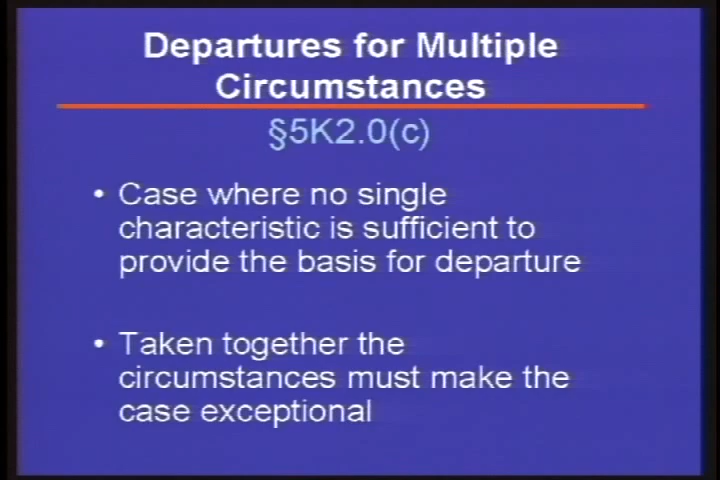 Departures for Multiple
Circumstances
§5K2.0(c)
• Case where no single
characteristic is sufficient to
provide the basis for departure
• Taken together the
circumstances must make the
case exceptional